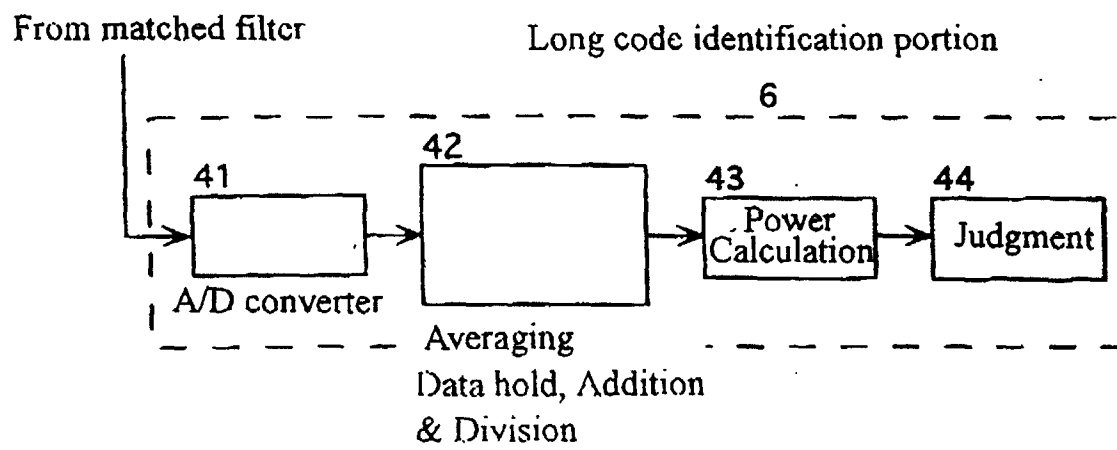 From matched filter
Long code identification portion
6
41
42
43
44
Power
Calculation
Judgment
A/D converter
Averaging
Data hold, Addition
& Division